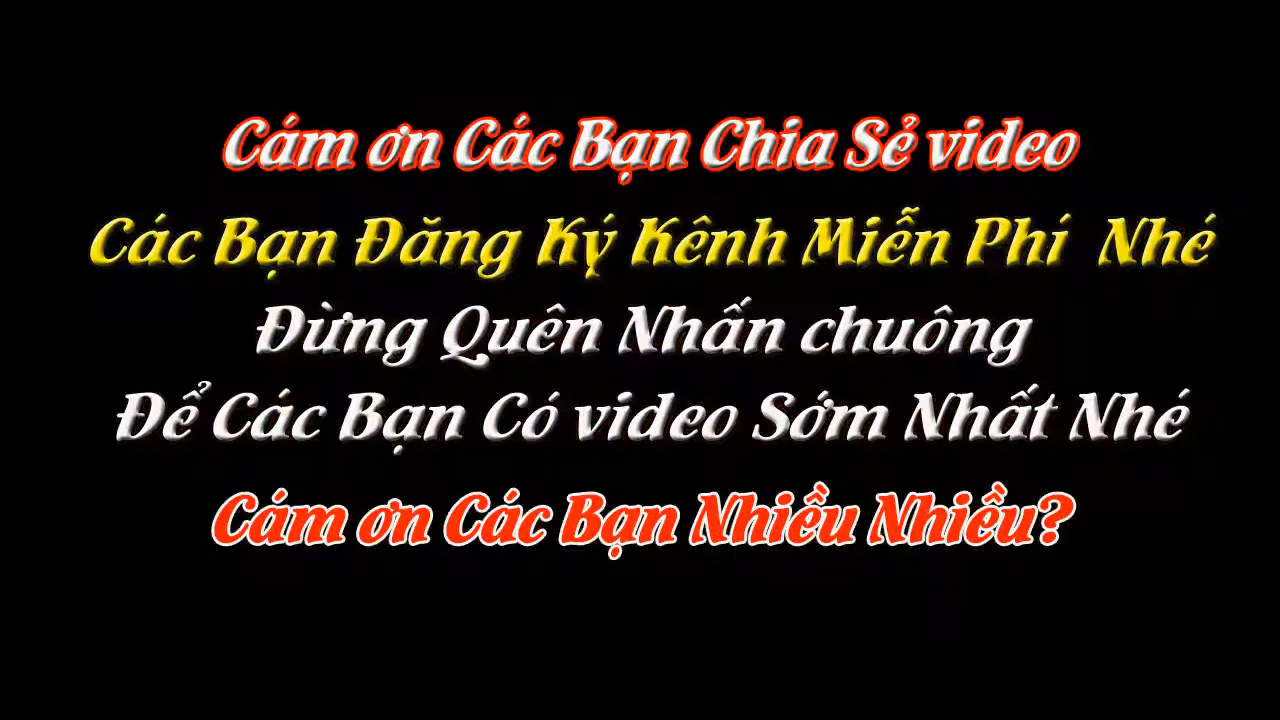 Cám ơn Các Bạn Chia Sẻ video
Các Bạn Đăng Ký Kênh Miễn Phí Nhé
Đừng Quên Nhấn chuông
Để Các Bạn Có video Sớm Nhất Nhé
Cám ơn Các Bạn Nhiều Nhiều?